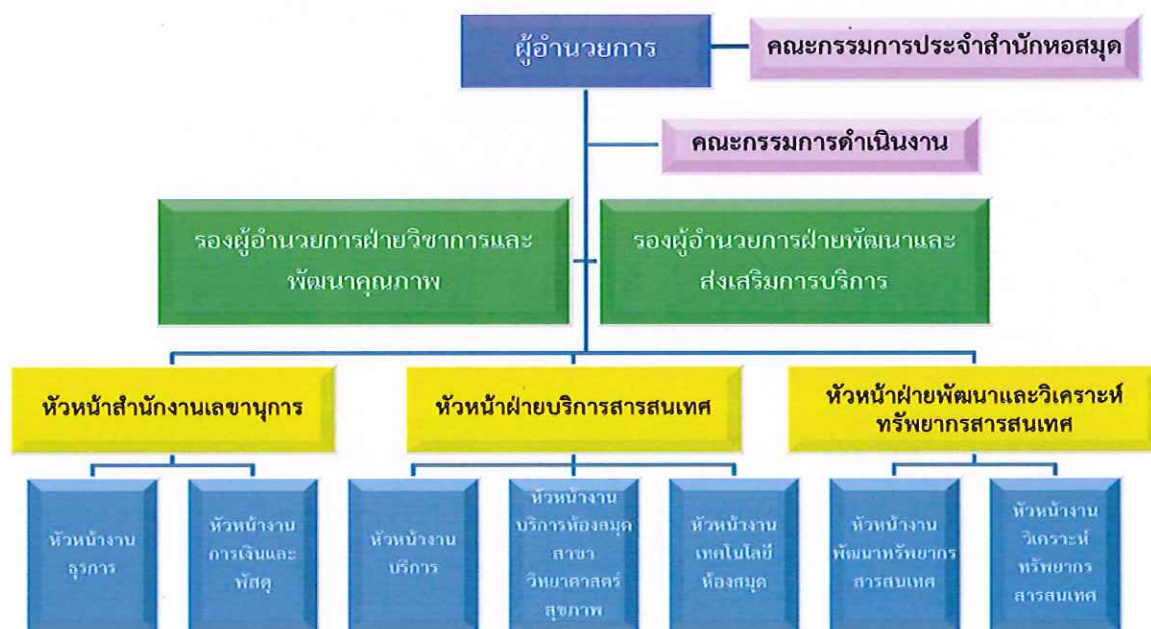 ผู้อำนวยการ
คณะกรรมการประจำสำนักหอสมุด
คณะกรรมการดำเนินงาน
รองผู้อำนวยการฝ่ายวิชาการและ
พัฒนาคุณภาพ
รองผู้อำนวยการฝ่ายพัฒนาและ
ส่งเสริมการบริการ
หัวหน้าสำนักงานเลขานุการ
หัวหน้าฝ่ายบริการสารสนเทศ
หัวหน้าฝ่ายพัฒนาและวิเคราะห์
ทรัพยากรสารสนเทศ
หัวหน้างาน
ธุรการ
หัวหน้างาน
การเงินและ
พัสดุ
หัวหน้างาน
บริการ
หัวหน้างาน
บริการห้องสมุด
สาขา
วิทยาศาสตร์
สุขภาพ
หัวหน้างาน
เทคโนโลยี
ห้องสมุด
หัวหน้างาน
พัฒนาทรัพยากร
สารสนเทศ
หัวหน้างาน
วิเคราะห์
ทรัพยากร
สารสนเทศ